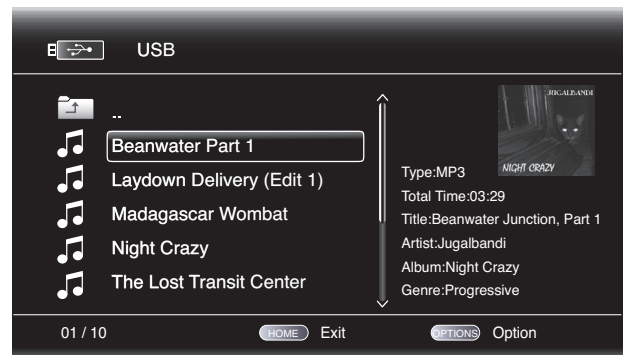 USB
..
Beanwater Part 1
Laydown Delivery (Edit 1)
Madagascar Wombat
Night Crazy
The Lost Transit Center
JUGALBANDI
NIGHT CRAZY
Type:MP3
Total Time:03:29
Title:Beanwater Junction, Part 1
Artist:Jugalbandi
Album:Night Crazy
Genre:Progressive
01 / 10
HOME Exit
OPTIONS Option